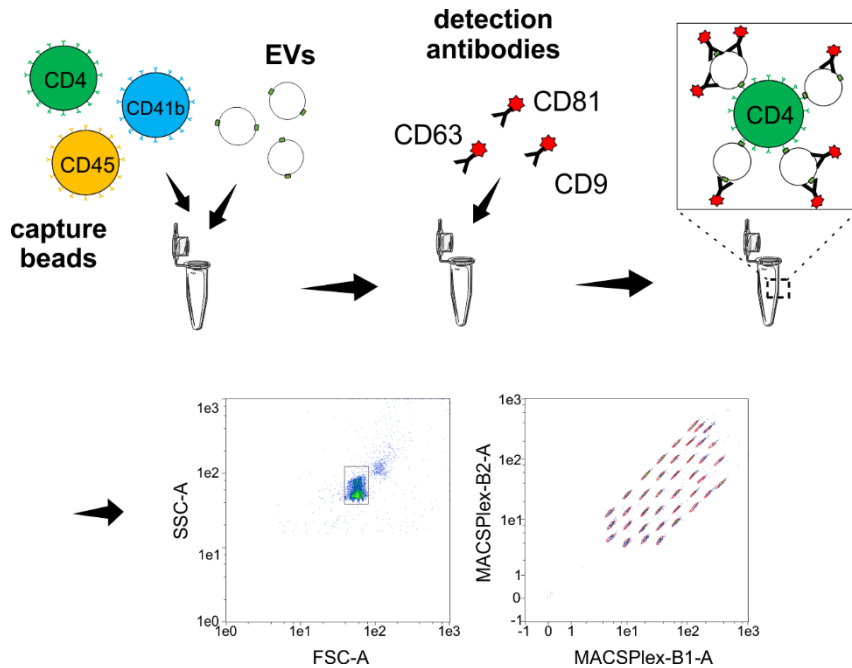 CD4
CD41b
CD45
capture
beads
EVs
detection
antibodies
CD81
CD63
CD9
CD4
1e3
1e2
1e1
1e0
SSC-A
1e0
1e1
1e2
1e3
FSC-A
1e3
1e2
1e1
1
0
-1
MACSPlex-B2-A
-1
0
1
1e1
1e2
1e3
MACSPlex-B1-A